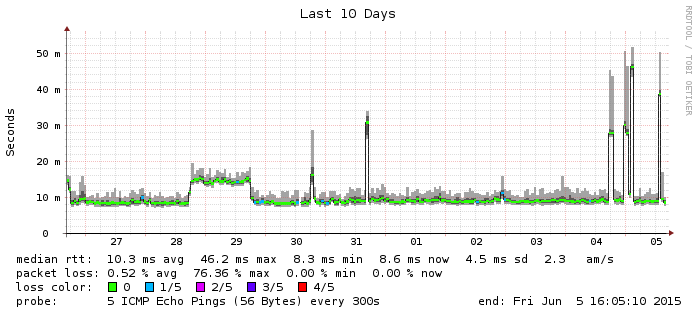 Last 10 Days
RRDTOOL / TOBI OETIKER
Seconds
50 m
40 m
30 m
20 m
10 m
0
27 28 29 30 31 01 02 03 04 05
median rtt: 10.3 ms avg 46.2 ms max 8.3 ms min 8.6 ms now 4.5 ms sd 2.3 am/s
packet loss: 0.52 % avg 76.36 % max 0.00 % min 0.00 % now
loss color: 0 1/5 2/5 3/5 4/5
probe: 5 ICMP Echo Pings (56 Bytes) every 300s end: Fri Jun 5 16:05:10 2015